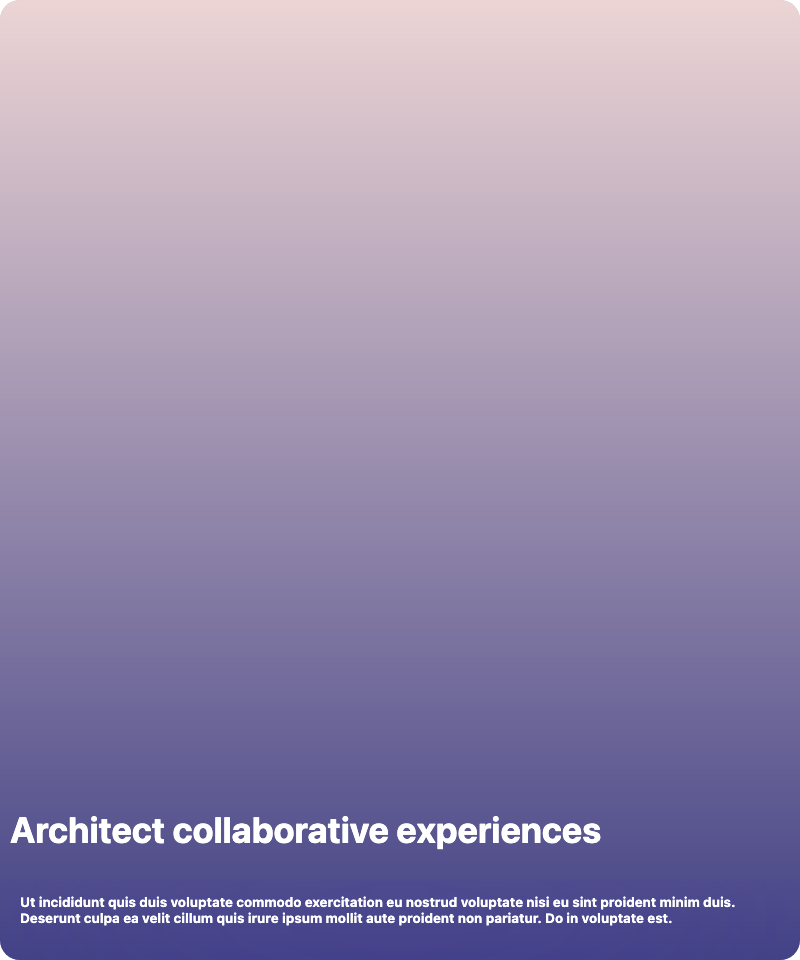 Architect collaborative experiences
Ut incididunt quis duis voluptate commodo exercitation eu nostrud voluptate nisi eu sint proident minim duis.
Deserunt culpa ea velit cillum quis irure ipsum mollit aute proident non pariatur. Do in voluptate est.